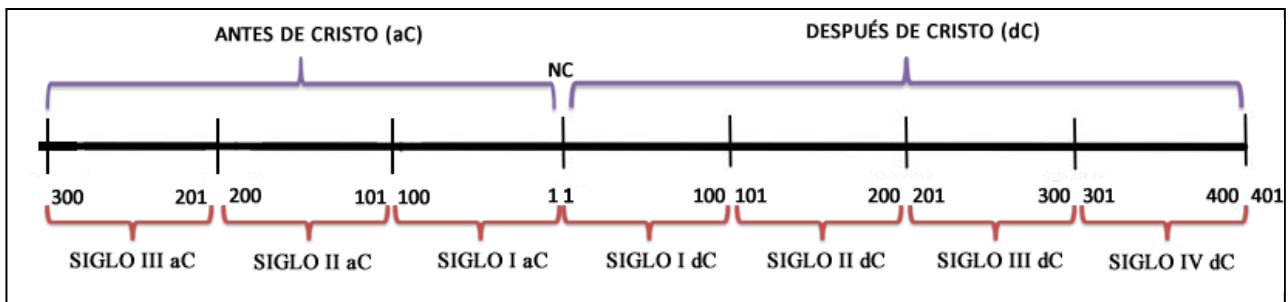 ANTES DE CRISTO (aC) DESPUÉS DE CRISTO (dC)
NC
300 201 200 101 100 1 1 100 101 200 201 300 301 400 401
SIGLO III aC SIGLO II aC SIGLO I aC SIGLO I dC SIGLO II dC SIGLO III dC SIGLO IV dC